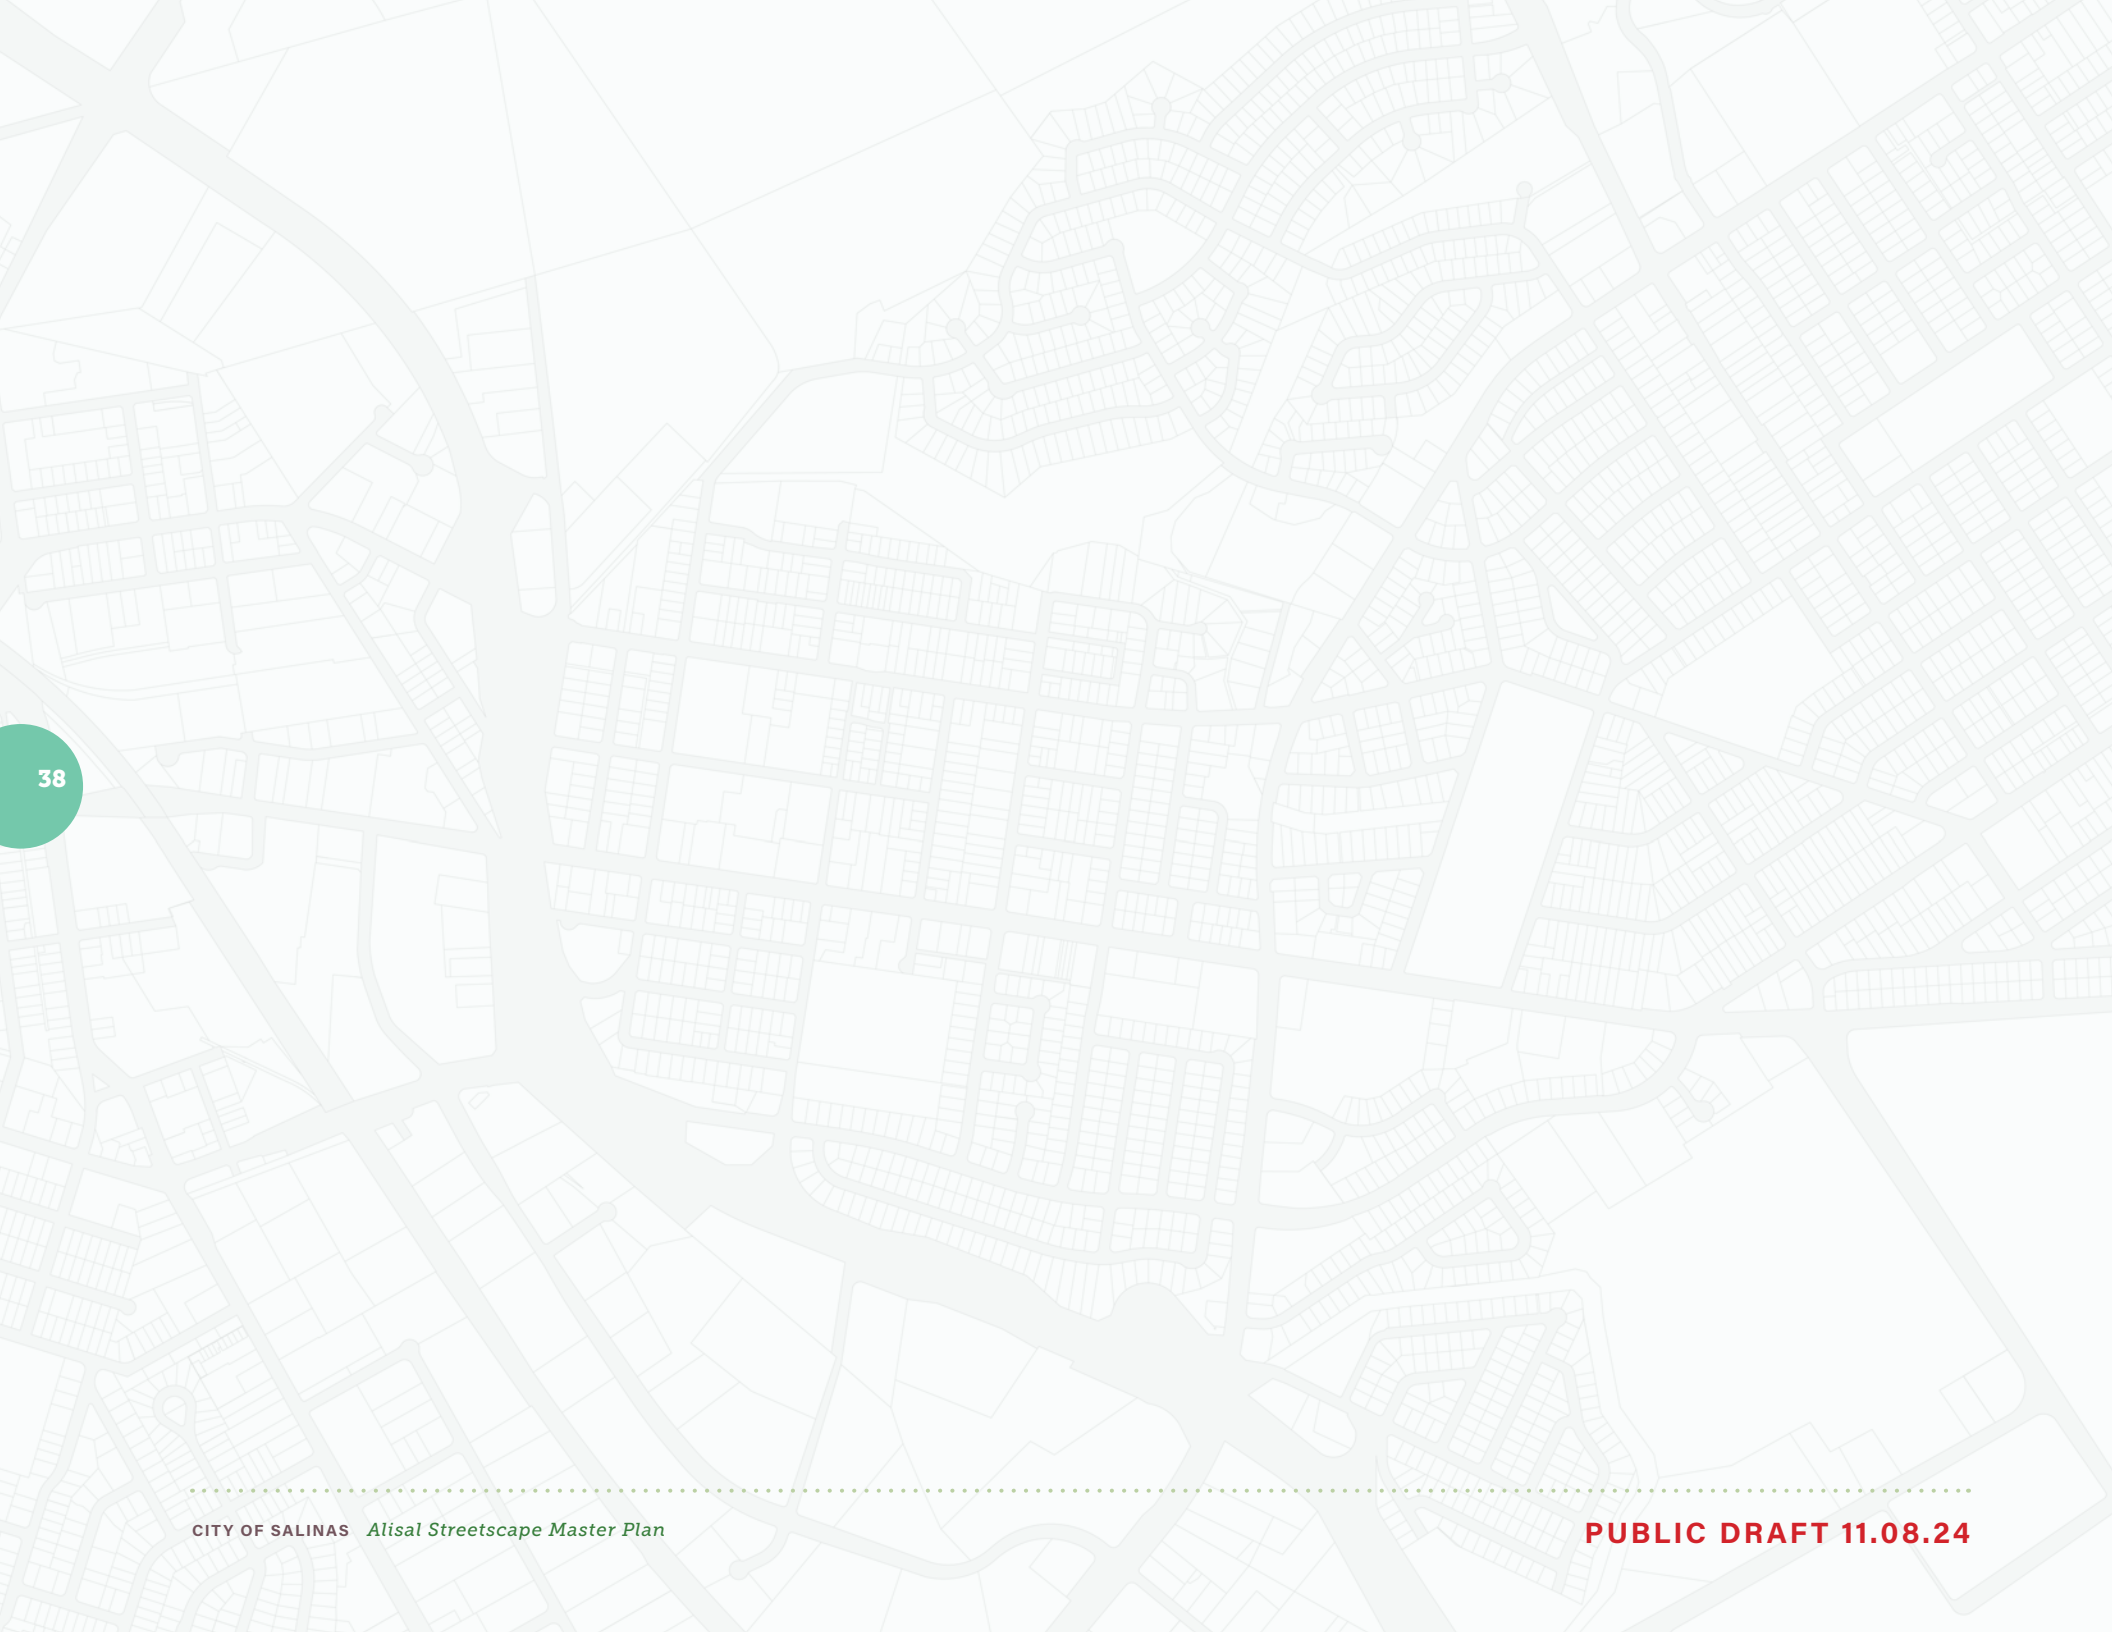 38
CITY OF SALINAS Alisal Streetscape Master Plan
PUBLIC DRAFT 11.08.24